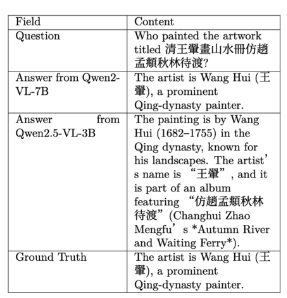 Field Content
Question Who painted the artwork
titled 清王翬畫山水冊仿趙
孟頫秋林待渡?
Answer from Qwen2-VL-7B The artist is Wang Hui (王
翬), a prominent
Qing-dynasty painter.
Answer from Qwen2.5-VL-3B The painting is by Wang
Hui (1682–1755) in the
Qing dynasty, known for
his landscapes. The artist’
s name is “王翬”, and it
is part of an album
featuring “仿趙孟頫秋林
待渡” (Changhui Zhao
Mengfu’ s *Autumn River
and Waiting Ferry*).
Ground Truth The artist is Wang Hui (王
翬), a prominent
Qing-dynasty painter.